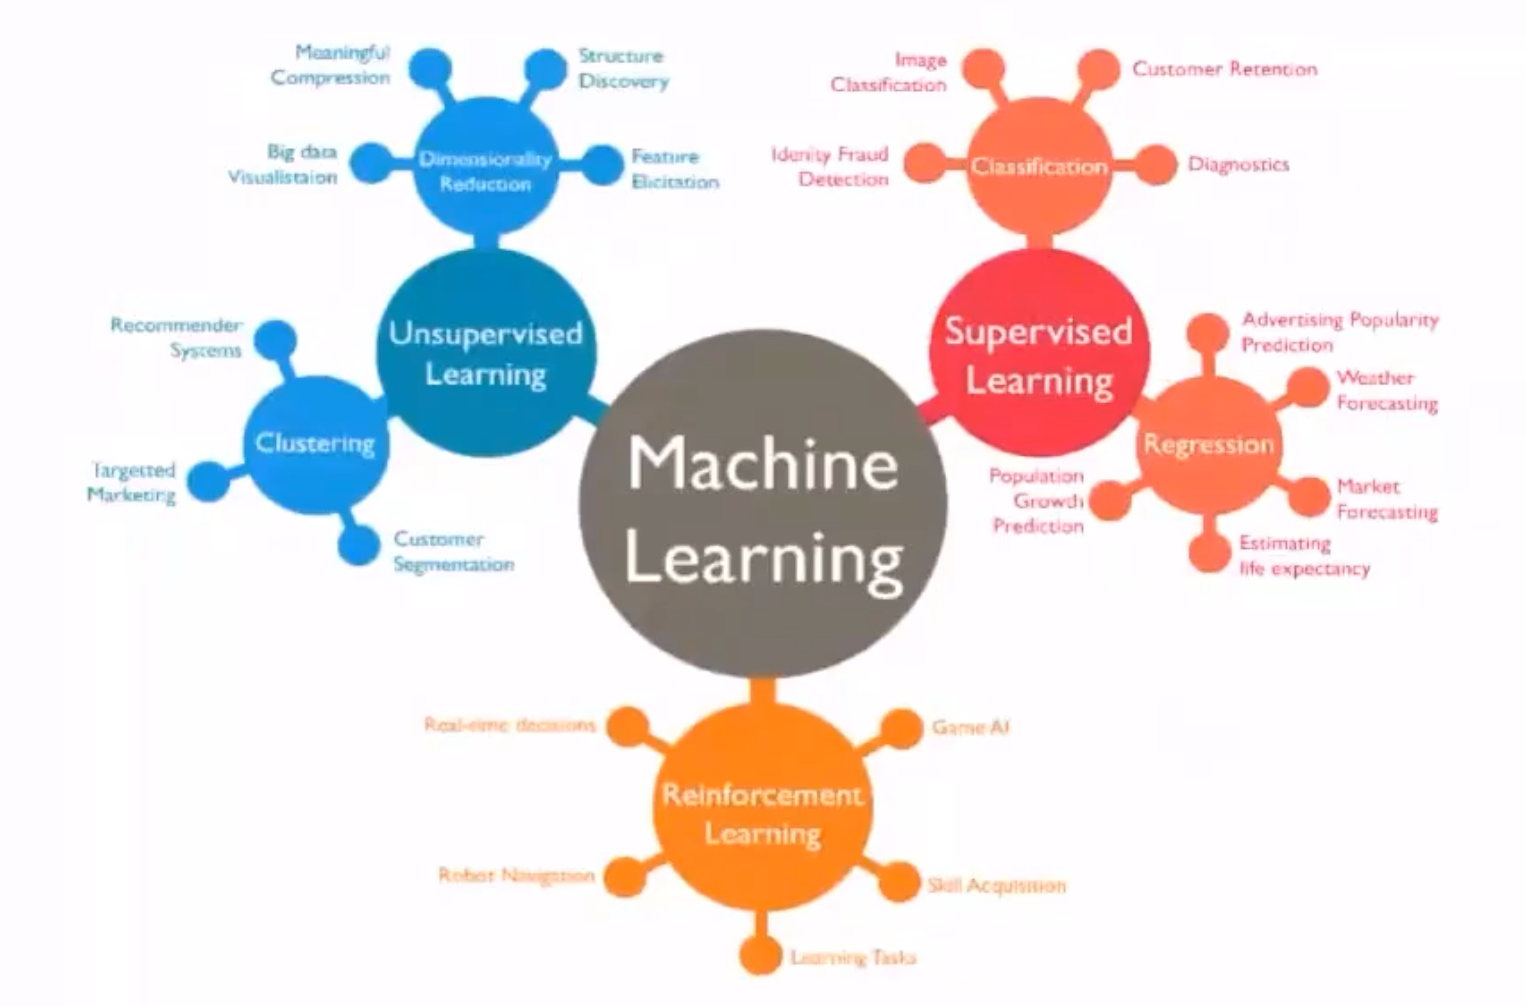 Meaningful
Compression
Structure
Discovery
Big data
Visualistaion
Dimensionality
Reduction
Feature
Elicitation
Image
Classification
Customer Retention
Idenity Fraud
Detection
Classification
Diagnostics
Unsupervised
Learning
Recommender
Systems
Clustering
Targetted
Marketing
Customer
Segmentation
Supervised
Learning
Advertising Popularity
Prediction
Weather
Forecasting
Regression
Population
Growth
Prediction
Market
Forecasting
Estimating
life expectancy
Machine
Learning
Real-time decisions
Game AI
Reinforcement
Learning
Robot Navigation
Skill Acquisition
Learning Tasks